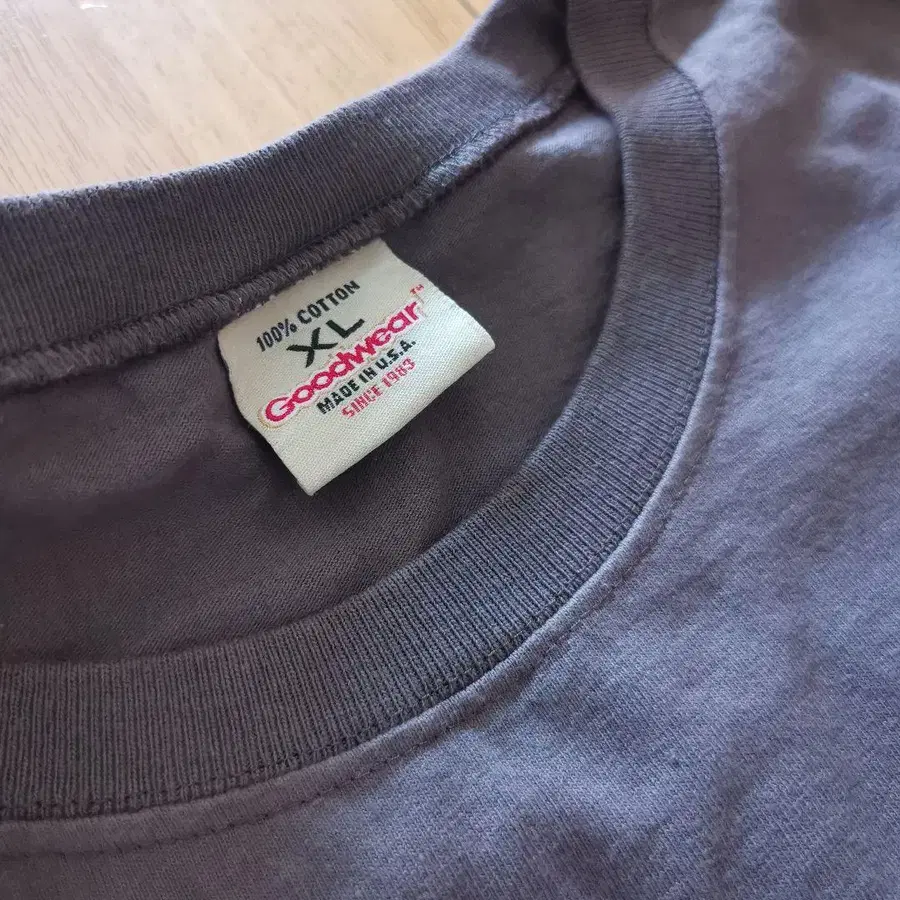 100% COTTON
XL
Goodwear™
MADE IN U.S.A.
SINCE 1983